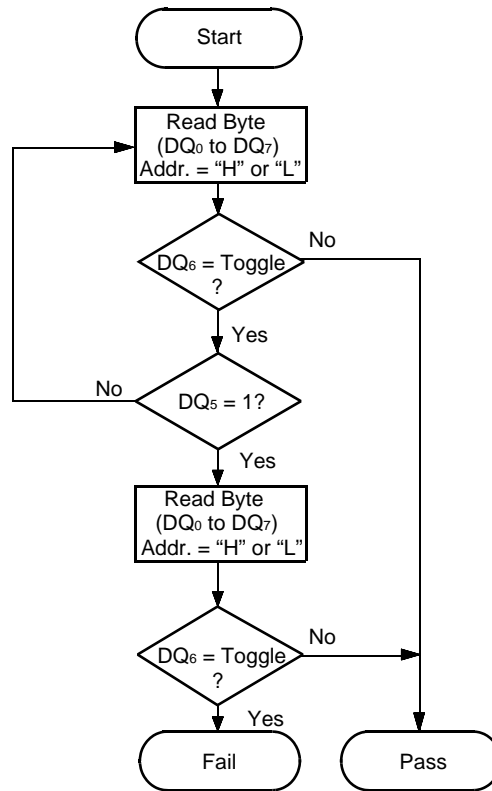 Start
Read Byte
(DQ0 to DQ7)
Addr. = “H” or “L”
No
DQ6 = Toggle
?
Yes
No
DQ5 = 1?
Yes
Read Byte
(DQ0 to DQ7)
Addr. = “H” or “L”
No
DQ6 = Toggle
?
Yes
Fail
Pass